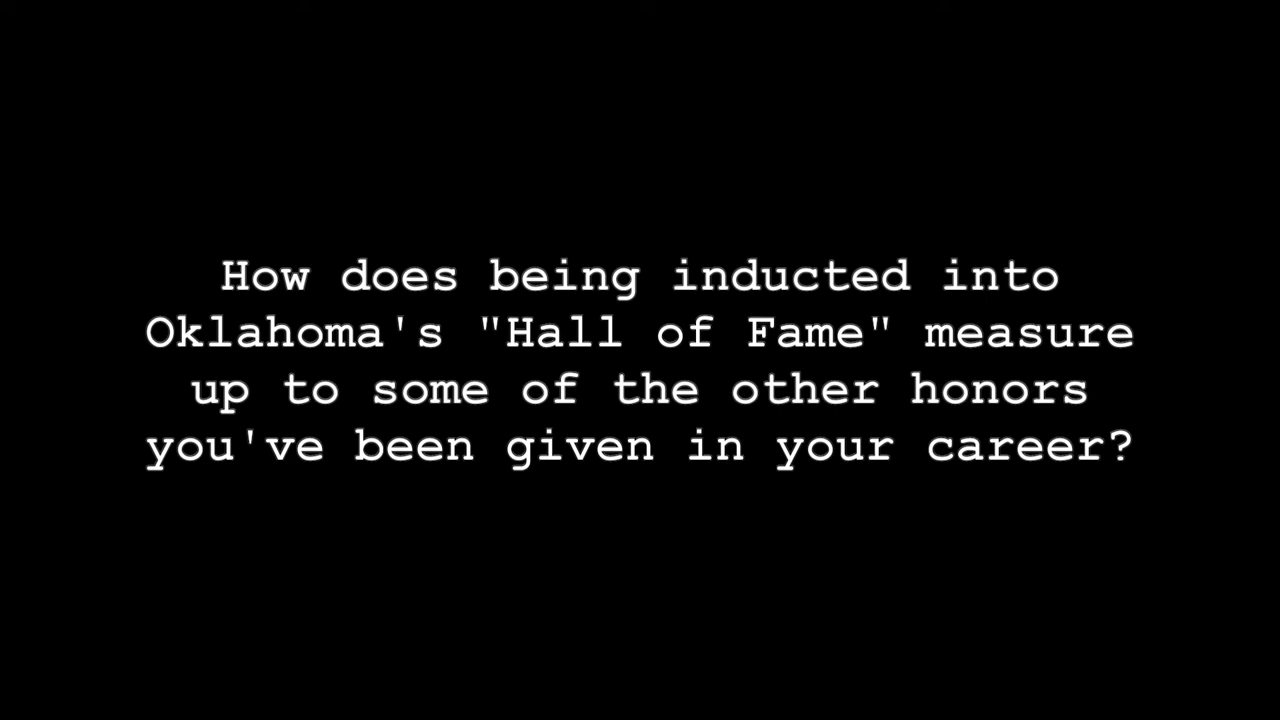 How does being inducted into
Oklahoma's "Hall of Fame" measure
up to some of the other honors
you've been given in your career?